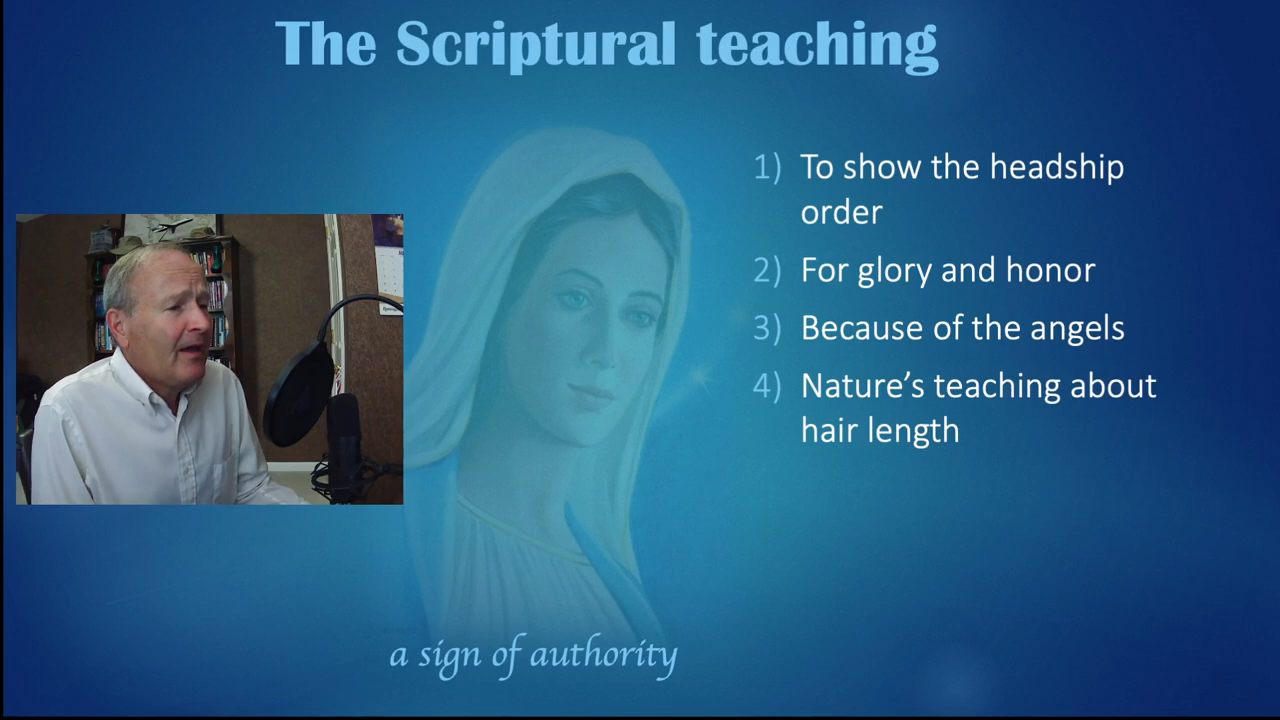 The Scriptural teaching
1) To show the headship
order
2) For glory and honor
3) Because of the angels
4) Nature’s teaching about
hair length
a sign of authority